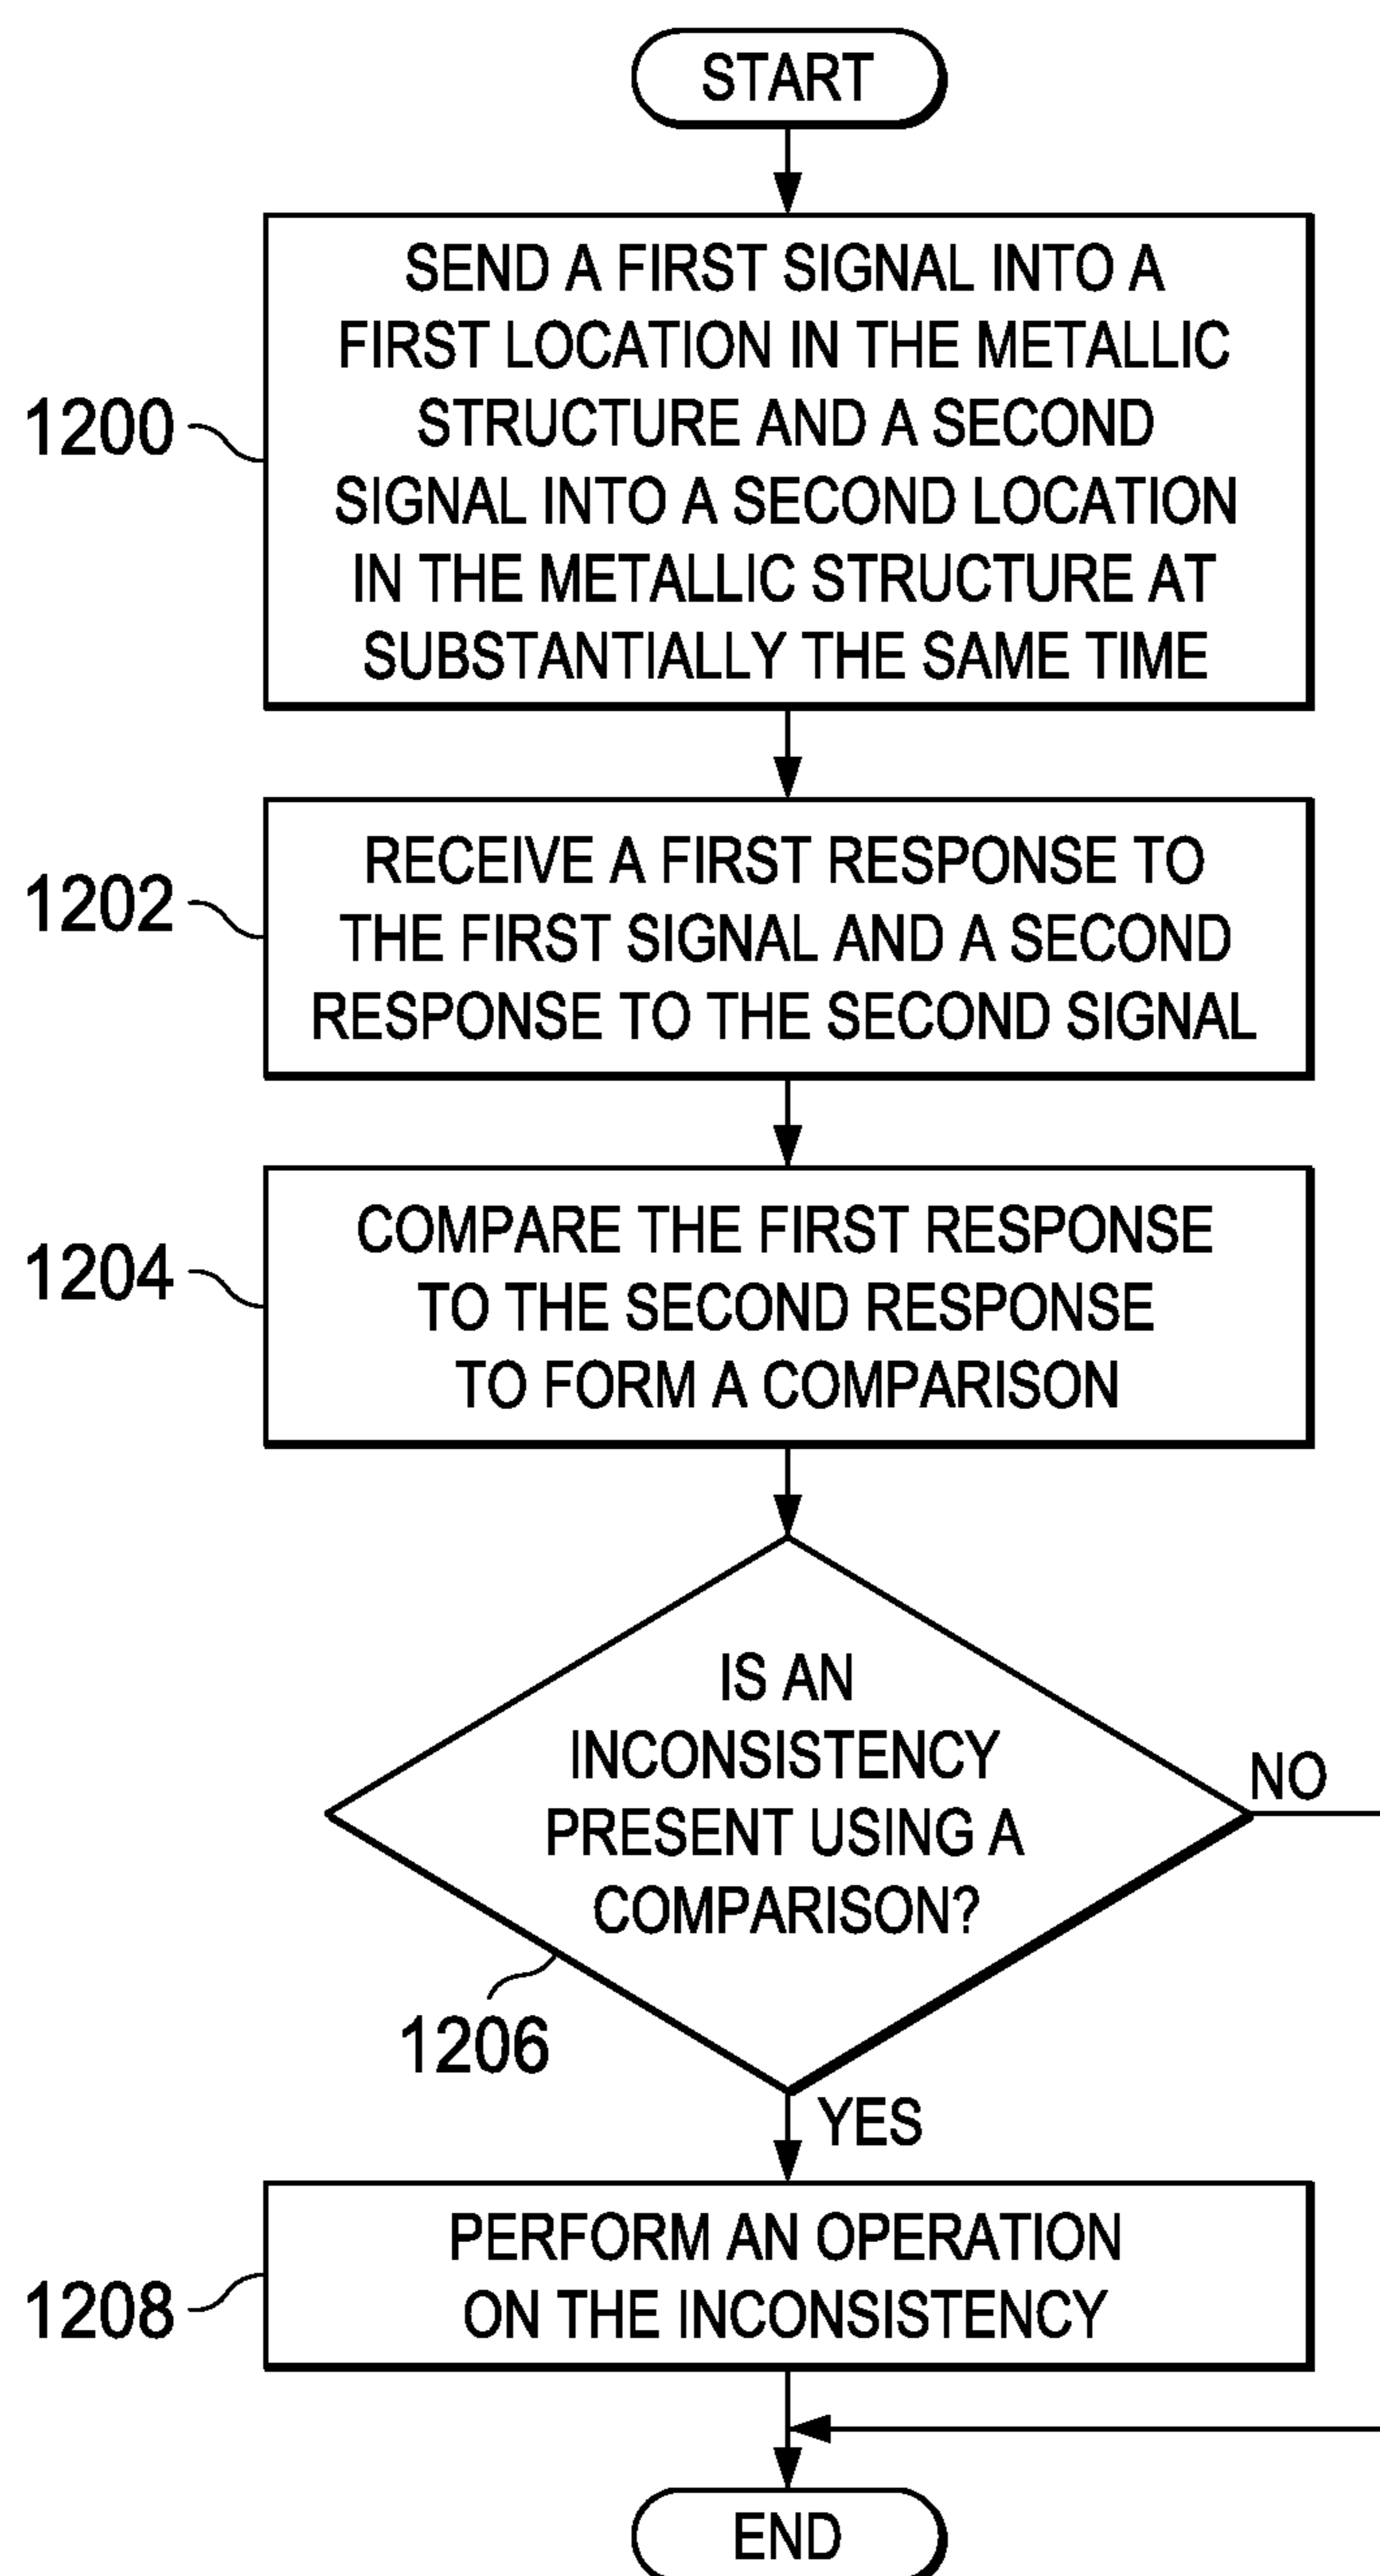 START
SEND A FIRST SIGNAL INTO A
FIRST LOCATION IN THE METALLIC
STRUCTURE AND A SECOND
SIGNAL INTO A SECOND LOCATION
IN THE METALLIC STRUCTURE AT
SUBSTANTIALLY THE SAME TIME
1200
RECEIVE A FIRST RESPONSE TO
THE FIRST SIGNAL AND A SECOND
RESPONSE TO THE SECOND SIGNAL
1202
COMPARE THE FIRST RESPONSE
TO THE SECOND RESPONSE
TO FORM A COMPARISON
1204
IS AN
INCONSISTENCY
PRESENT USING A
COMPARISON?
NO
1206
YES
PERFORM AN OPERATION
ON THE INCONSISTENCY
1208
END